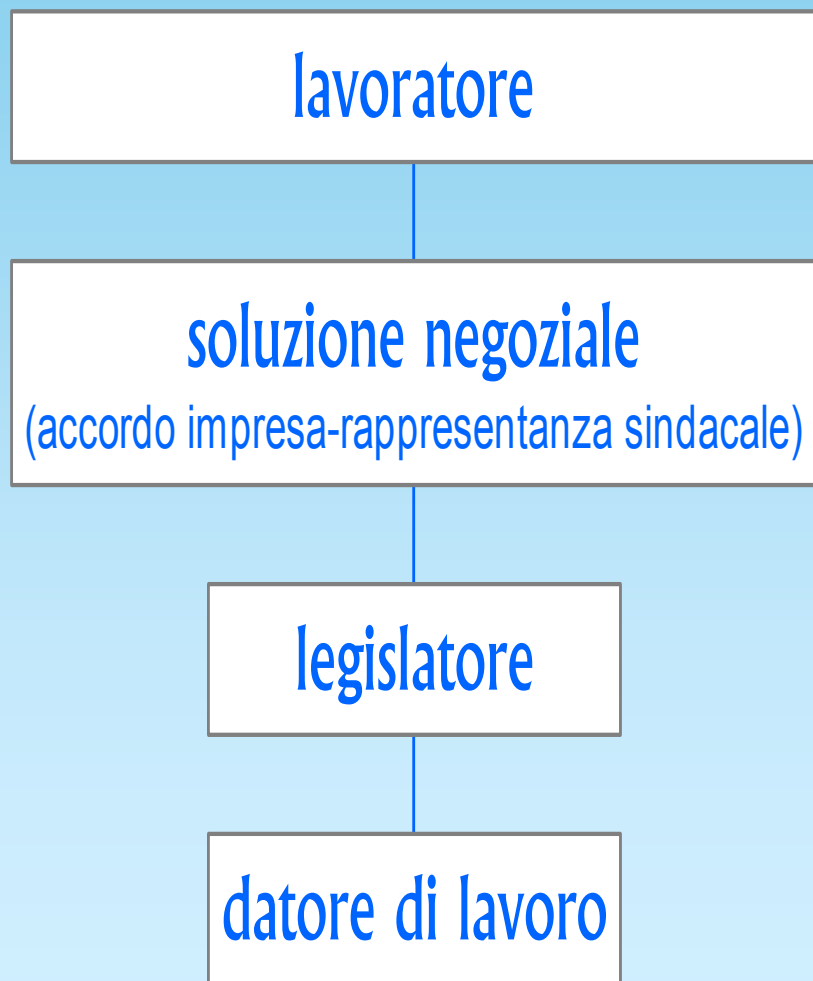 lavoratore
soluzione negoziale
(accordo impresa-rappresentanza sindacale)
legislatore
datore di lavoro